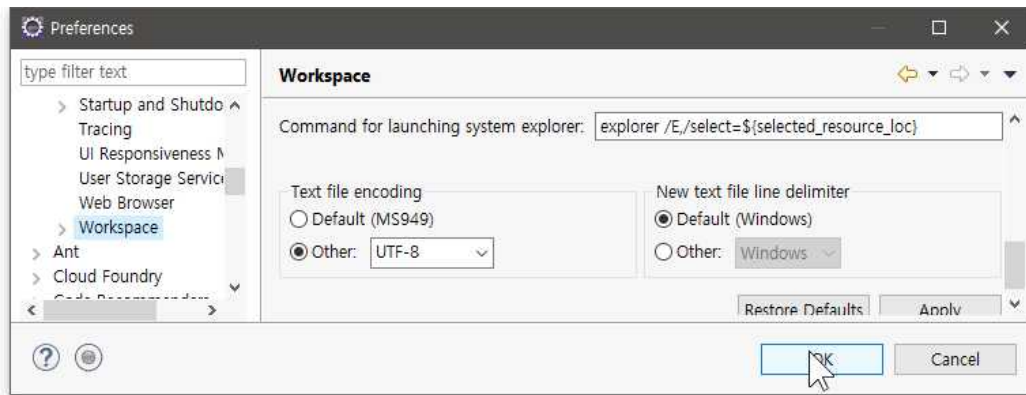 Preferences
type filter text
Startup and Shutdo
Tracing
UI Responsiveness
User Storage Service
Web Browser
Workspace
Ant
Cloud Foundry
Workspace
Command for launching system explorer: explorer /E,/select=${selected_resource_loc}
Text file encoding
Default (MS949)
Other: UTF-8
New text file line delimiter
Default (Windows)
Other: Windows
Restore Defaults Apply
OK Cancel